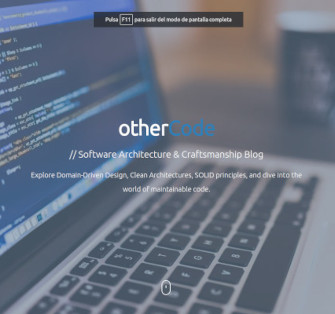 Pulsa F11 para salir del modo de pantalla completa
otherCode
// Software Architecture & Craftsmanship Blog
Explore Domain-Driven Design, Clean Architectures, SOLID principles, and dive into the
world of maintainable code.